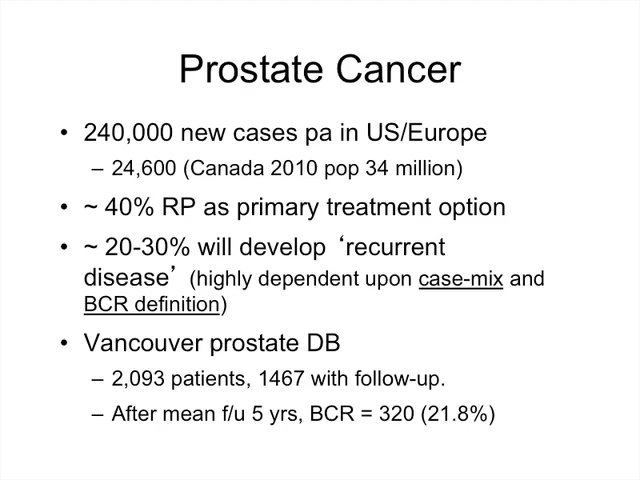 Prostate Cancer
• 240,000 new cases pa in US/Europe
– 24,600 (Canada 2010 pop 34 million)
• ~ 40% RP as primary treatment option
• ~ 20-30% will develop ‘recurrent
disease’ (highly dependent upon case-mix and
BCR definition)
• Vancouver prostate DB
– 2,093 patients, 1467 with follow-up.
– After mean f/u 5 yrs, BCR = 320 (21.8%)